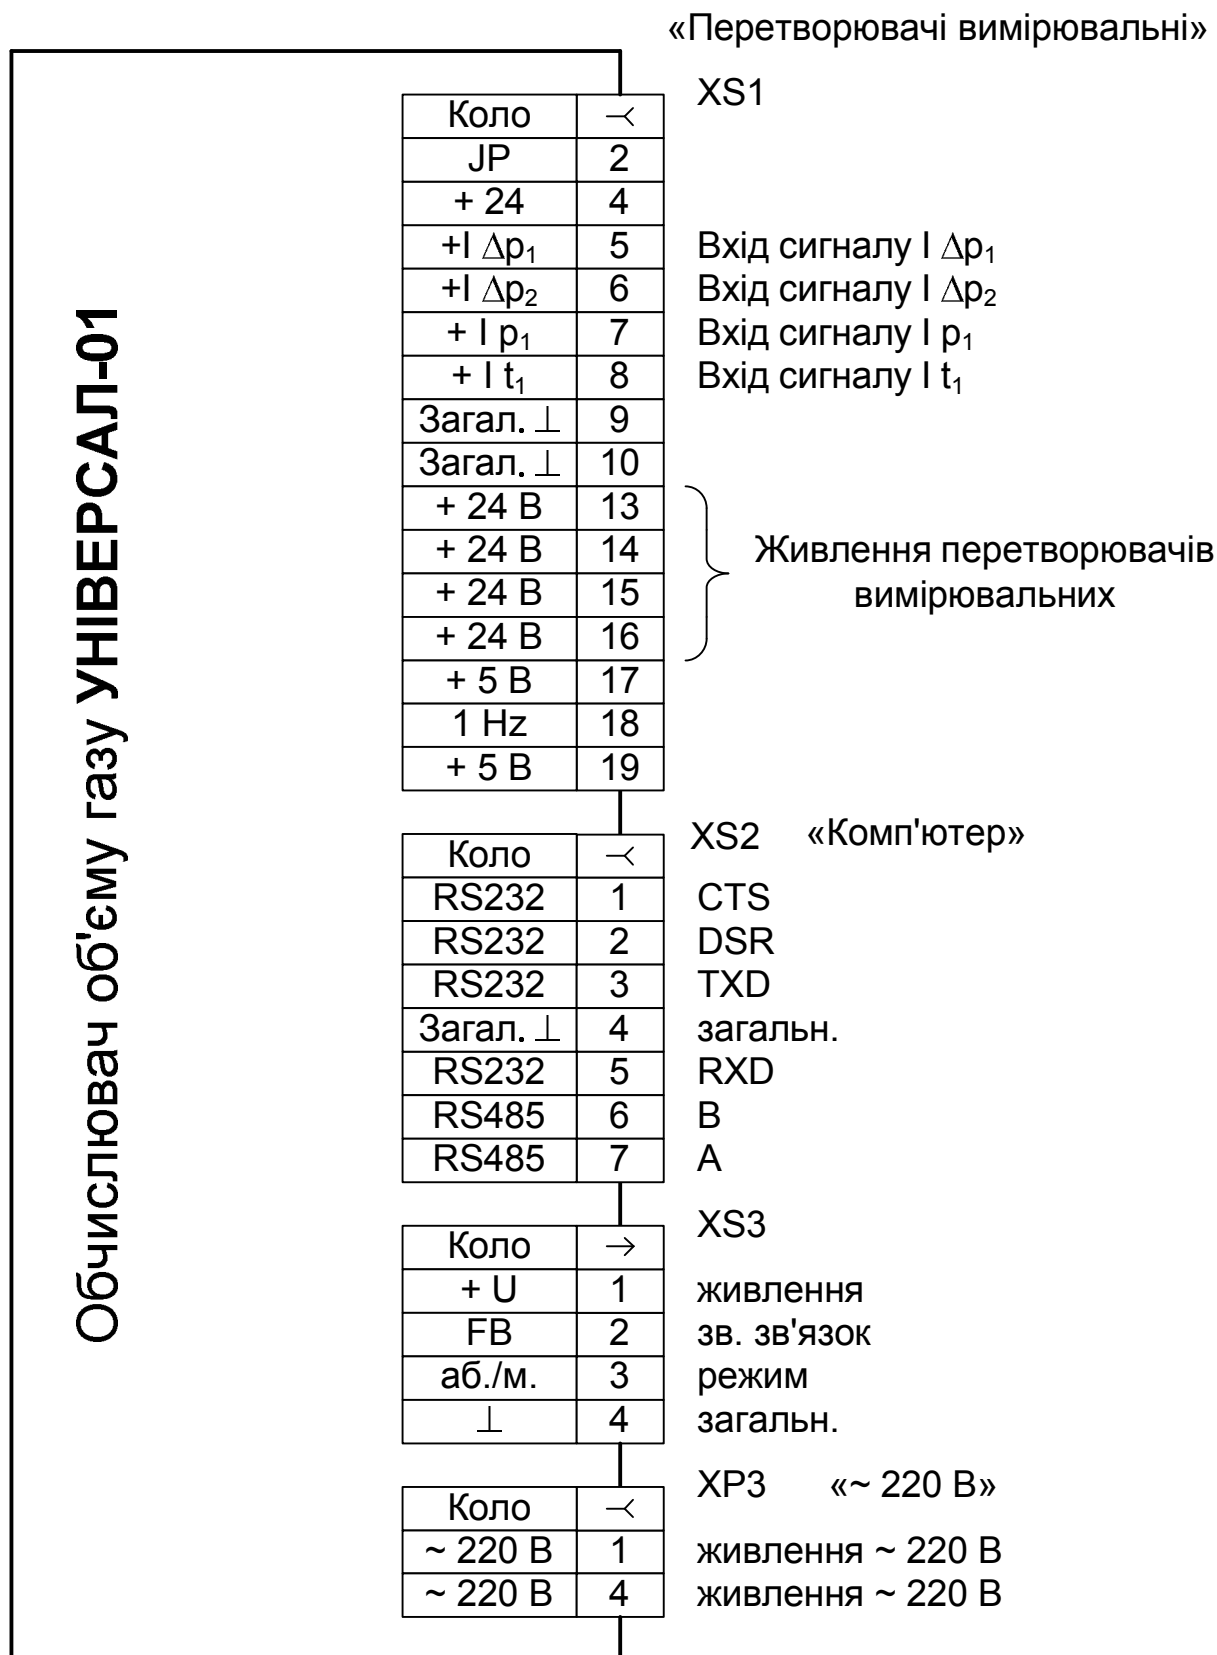 «Перетворювачі вимірювальні»
Обчислювач об'єму газу УНІВЕРСАЛ-01
XS1
Коло
JP 2
+ 24 4
+I Δp₁ 5 Вхід сигналу I Δp₁
+I Δp₂ 6 Вхід сигналу I Δp₂
+ I p₁ 7 Вхід сигналу I p₁
+ I t₁ 8 Вхід сигналу I t₁
Загал. ⊥ 9
Загал. ⊥ 10
+ 24 В 13
+ 24 В 14
+ 24 В 15
+ 24 В 16
Живлення перетворювачів
вимірювальних
+ 5 В 17
1 Hz 18
+ 5 В 19
XS2 «Комп'ютер»
Коло
RS232 1 CTS
RS232 2 DSR
RS232 3 TXD
Загал. ⊥ 4 загальн.
RS232 5 RXD
RS485 6 B
RS485 7 A
XS3
Коло →
+ U 1 живлення
FB 2 зв. зв'язок
аб./м. 3 режим
⊥ 4 загальн.
XP3 «~ 220 В»
Коло
~ 220 В 1 живлення ~ 220 В
~ 220 В 4 живлення ~ 220 В